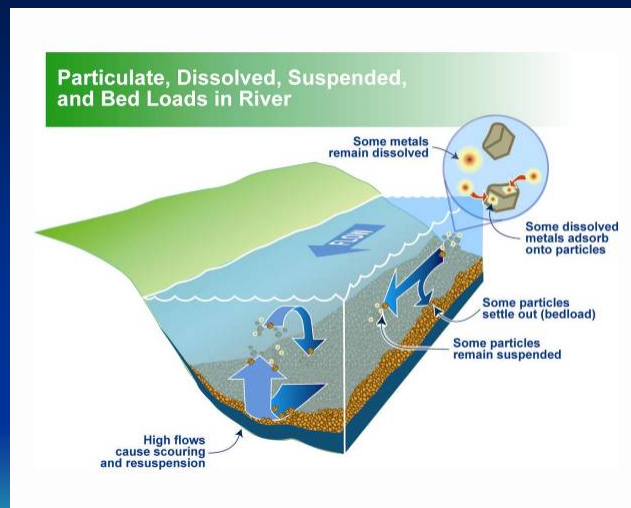 Particulate, Dissolved, Suspended,
and Bed Loads in River
Some metals
remain dissolved
Some dissolved
metals adsorb
onto particles
FLOW
Some particles
settle out (bedload)
Some particles
remain suspended
High flows
cause scouring
and resuspension